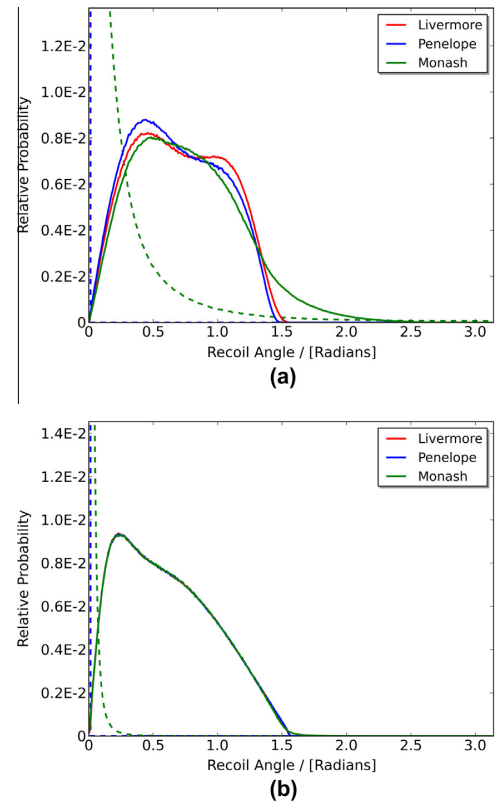 1.2E-2
1.0E-2
0.8E-2
0.6E-2
0.4E-2
0.2E-2
0
Relative Probability
Livermore
Penelope
Monash
0 0.5 1.0 1.5 2.0 2.5 3.0
Recoil Angle / [Radians]
(a)
1.4E-2
1.2E-2
1.0E-2
0.8E-2
0.6E-2
0.4E-2
0.2E-2
0
Relative Probability
Livermore
Penelope
Monash
0 0.5 1.0 1.5 2.0 2.5 3.0
Recoil Angle / [Radians]
(b)